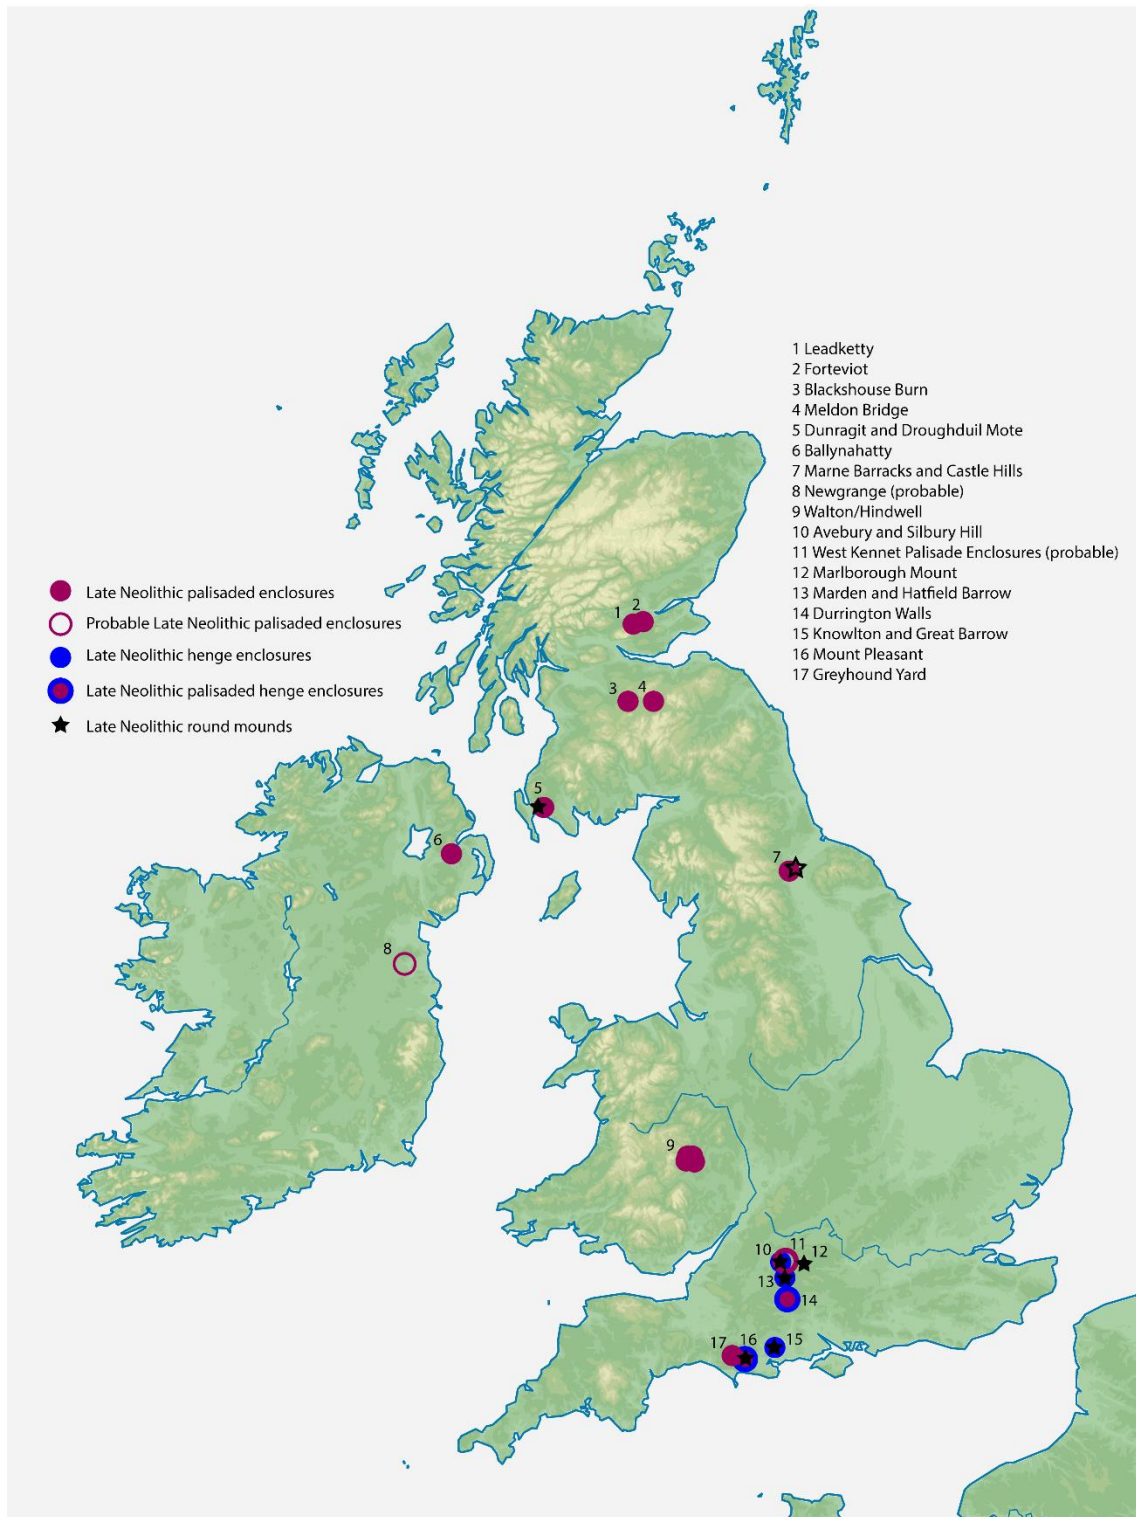 1 Leadketty
2 Forteviot
3 Blackshouse Burn
4 Meldon Bridge
5 Dunragit and Droughduil Mote
6 Ballynahatty
7 Marne Barracks and Castle Hills
8 Newgrange (probable)
9 Walton/Hindwell
10 Avebury and Silbury Hill
11 West Kennet Palisade Enclosures (probable)
12 Marlborough Mount
13 Marden and Hatfield Barrow
14 Durrington Walls
15 Knowlton and Great Barrow
16 Mount Pleasant
17 Greyhound Yard
Late Neolithic palisaded enclosures
Probable Late Neolithic palisaded enclosures
Late Neolithic henge enclosures
Late Neolithic palisaded henge enclosures
Late Neolithic round mounds
1
2
3
4
5
6
7
8
9
10
11
12
13
14
15
16
17